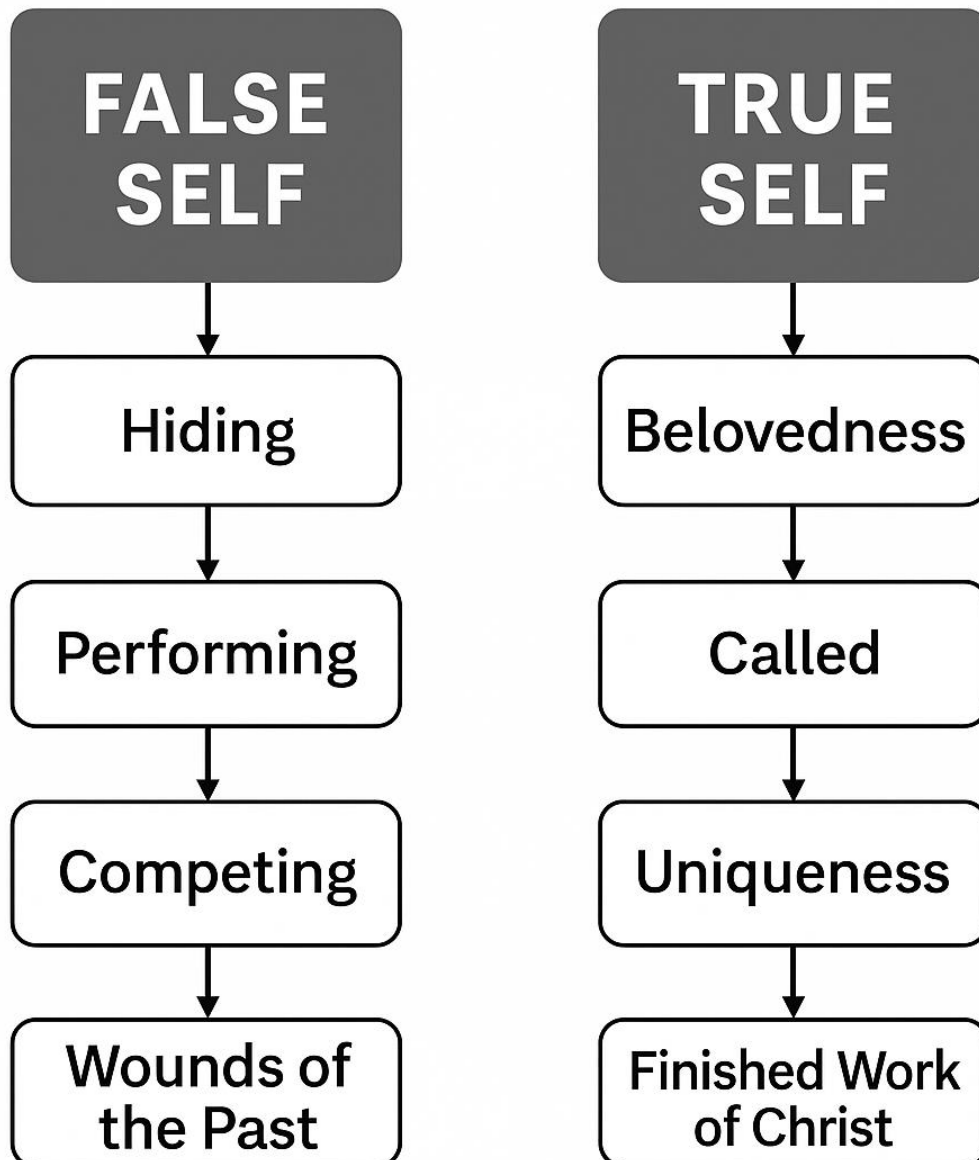 FALSE
SELF
Hiding
Performing
Competing
Wounds of
the Past
TRUE
SELF
Belovedness
Called
Uniqueness
Finished Work
of Christ